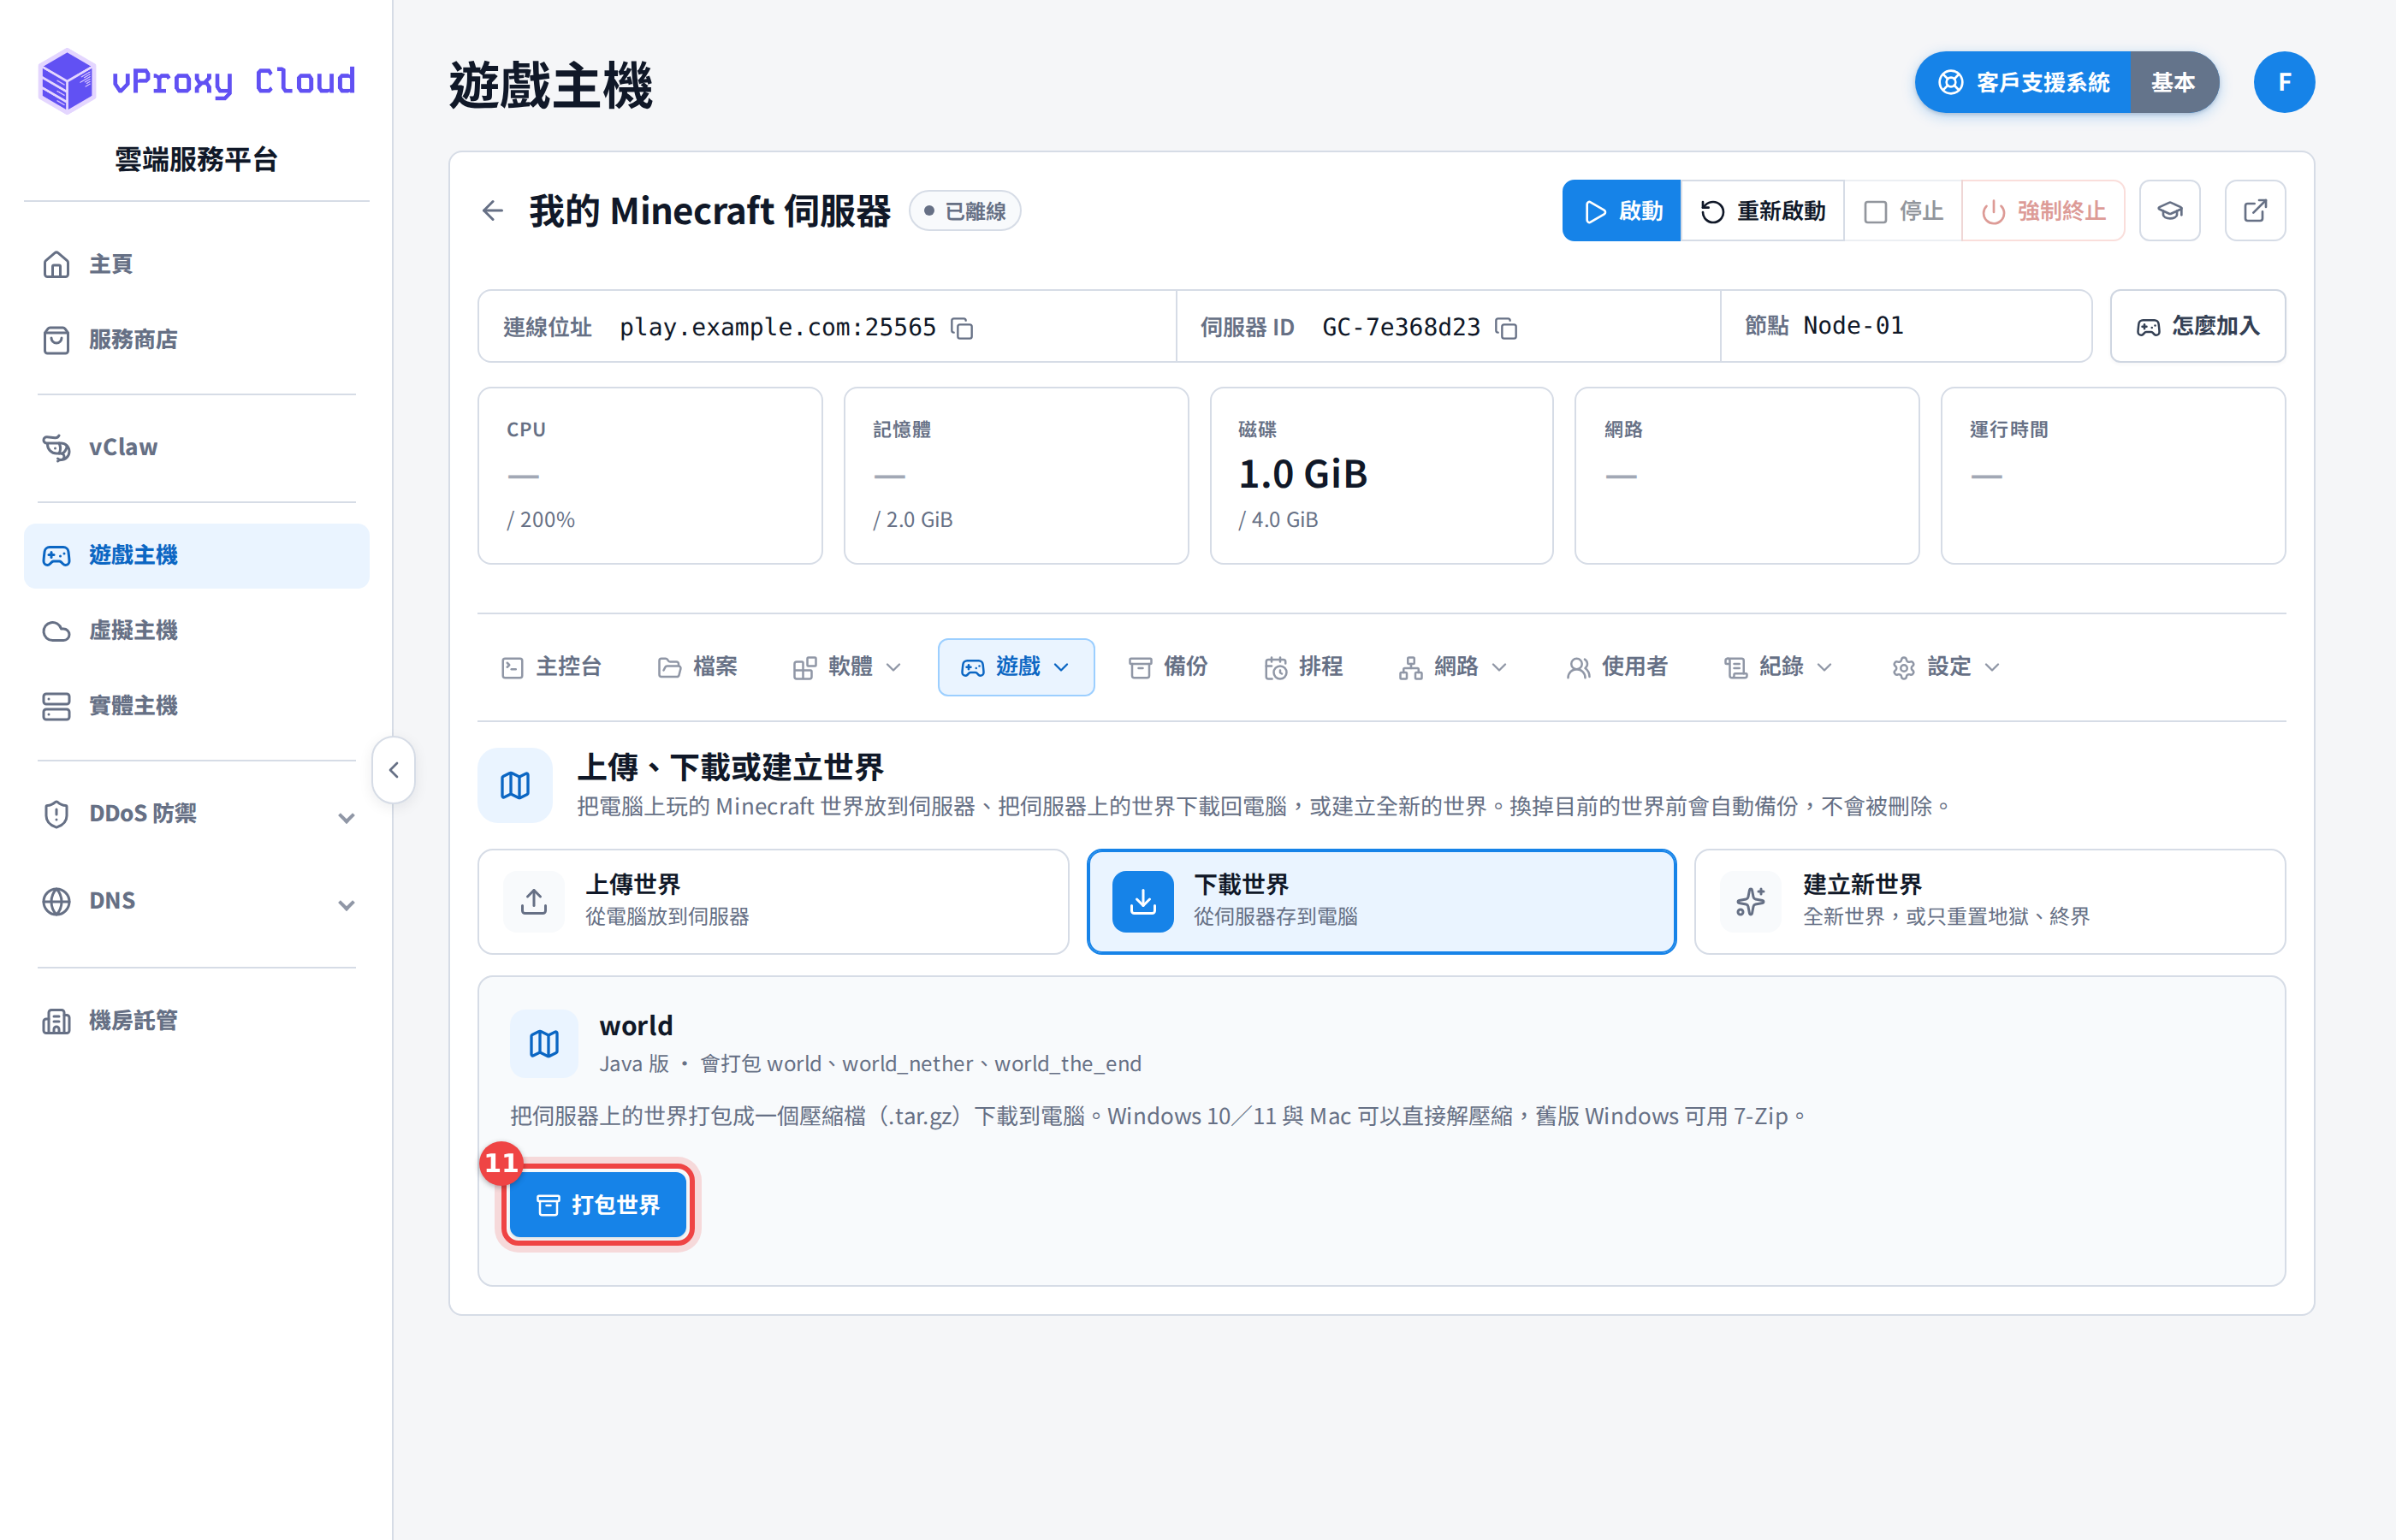 vProxy Cloud
雲端服務平台
主頁
服務商店
vClaw
遊戲主機
虛擬主機
實體主機
DDoS 防禦
DNS
機房託管
遊戲主機
客戶支援系統 基本 F
我的 Minecraft 伺服器 已離線
啟動 重新啟動 停止 強制終止
連線位址 play.example.com:25565 伺服器 ID GC-7e368d23 節點 Node-01 怎麼加入
CPU
—
/ 200%
記憶體
—
/ 2.0 GiB
磁碟
1.0 GiB
/ 4.0 GiB
網路
—
運行時間
—
主控台 檔案 軟體 遊戲 備份 排程 網路 使用者 紀錄 設定
上傳、下載或建立世界
把電腦上玩的 Minecraft 世界放到伺服器、把伺服器上的世界下載回電腦，或建立全新的世界。換掉目前的世界前會自動備份，不會被刪除。
上傳世界
從電腦放到伺服器
下載世界
從伺服器存到電腦
建立新世界
全新世界，或只重置地獄、終界
world
Java 版 · 會打包 world、world_nether、world_the_end
把伺服器上的世界打包成一個壓縮檔（.tar.gz）下載到電腦。Windows 10／11 與 Mac 可以直接解壓縮，舊版 Windows 可用 7-Zip。
11
打包世界